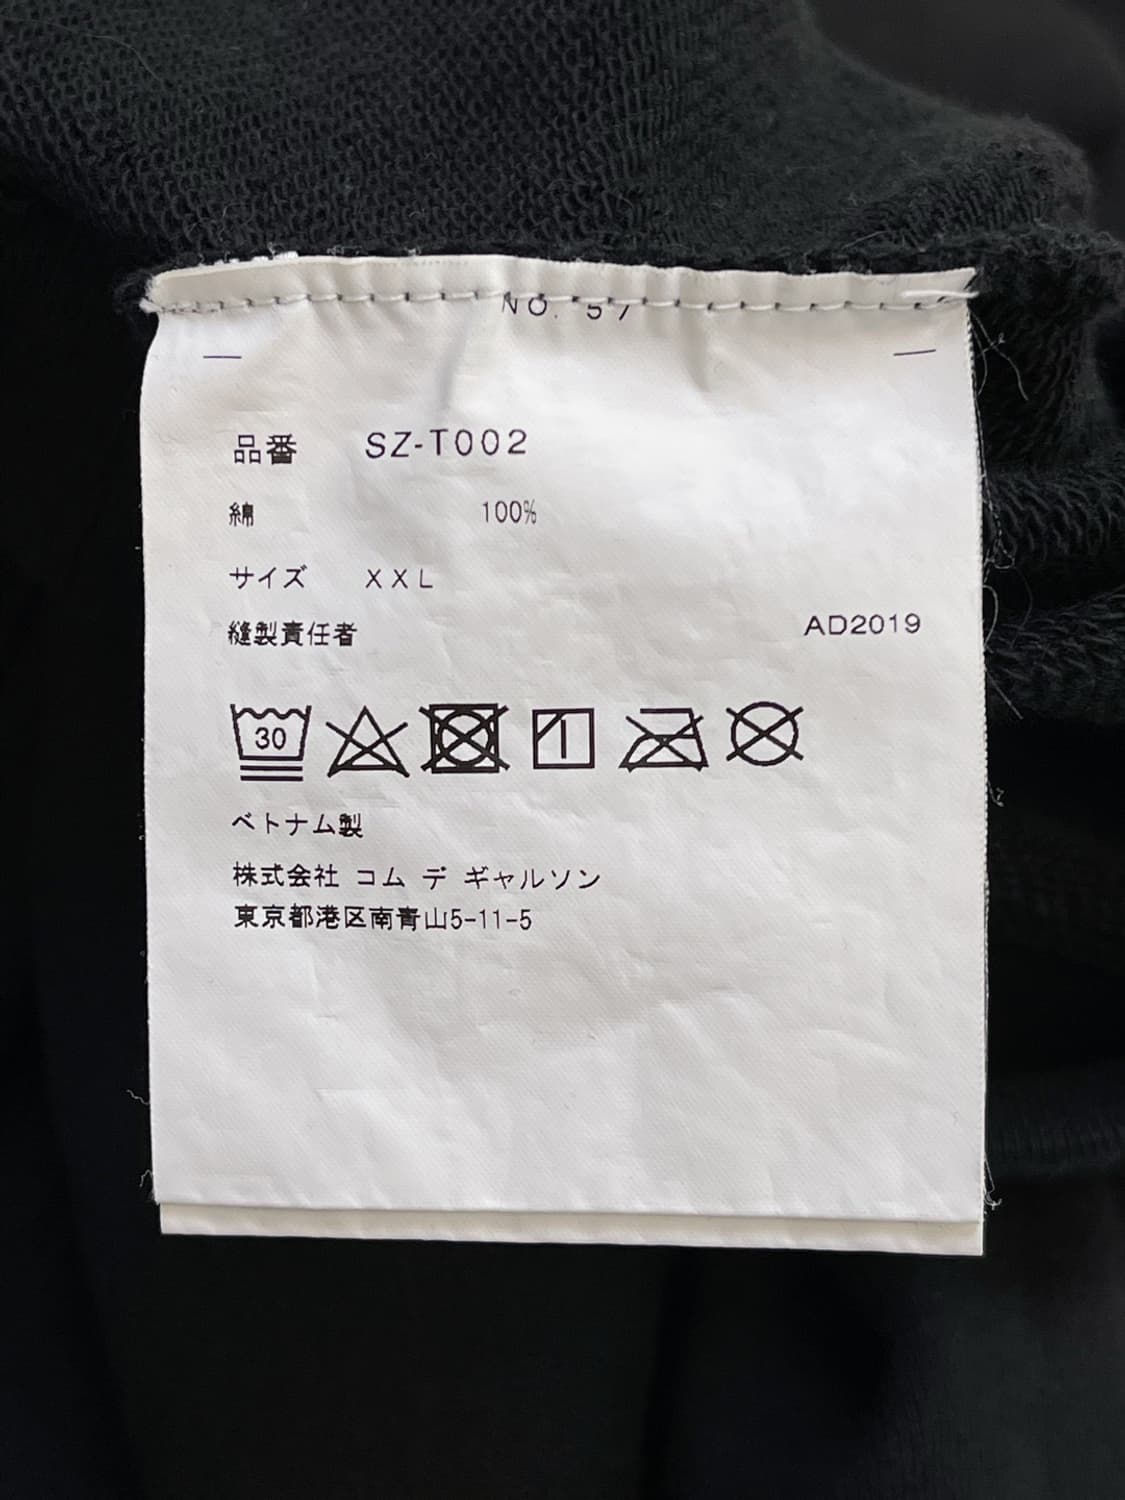 NO. 57
品番 SZ-T002
綿 100%
サイズ XXL
縫製責任者 AD2019
30
ベトナム製
株式会社 コム デ ギャルソン
東京都港区南青山5-11-5